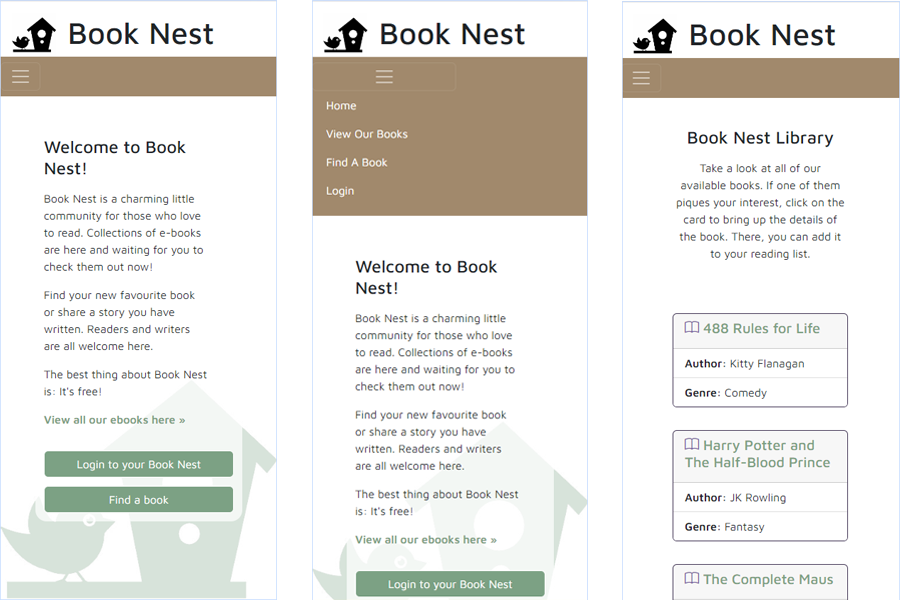 Book Nest
Welcome to Book
Nest!
Book Nest is a charming little
community for those who love
to read. Collections of e-books
are here and waiting for you to
check them out now!
Find your new favourite book
or share a story you have
written. Readers and writers
are all welcome here.
The best thing about Book Nest
is: It's free!
View all our ebooks here »
Login to your Book Nest
Find a book
Book Nest
Home
View Our Books
Find A Book
Login
Welcome to Book
Nest!
Book Nest is a charming little
community for those who love
to read. Collections of e-books
are here and waiting for you to
check them out now!
Find your new favourite book
or share a story you have
written. Readers and writers
are all welcome here.
The best thing about Book Nest
is: It's free!
View all our ebooks here »
Login to your Book Nest
Book Nest
Book Nest Library
Take a look at all of our
available books. If one of them
piques your interest, click on the
card to bring up the details of
the book. There, you can add it
to your reading list.
488 Rules for Life
Author: Kitty Flanagan
Genre: Comedy
Harry Potter and
The Half-Blood Prince
Author: JK Rowling
Genre: Fantasy
The Complete Maus